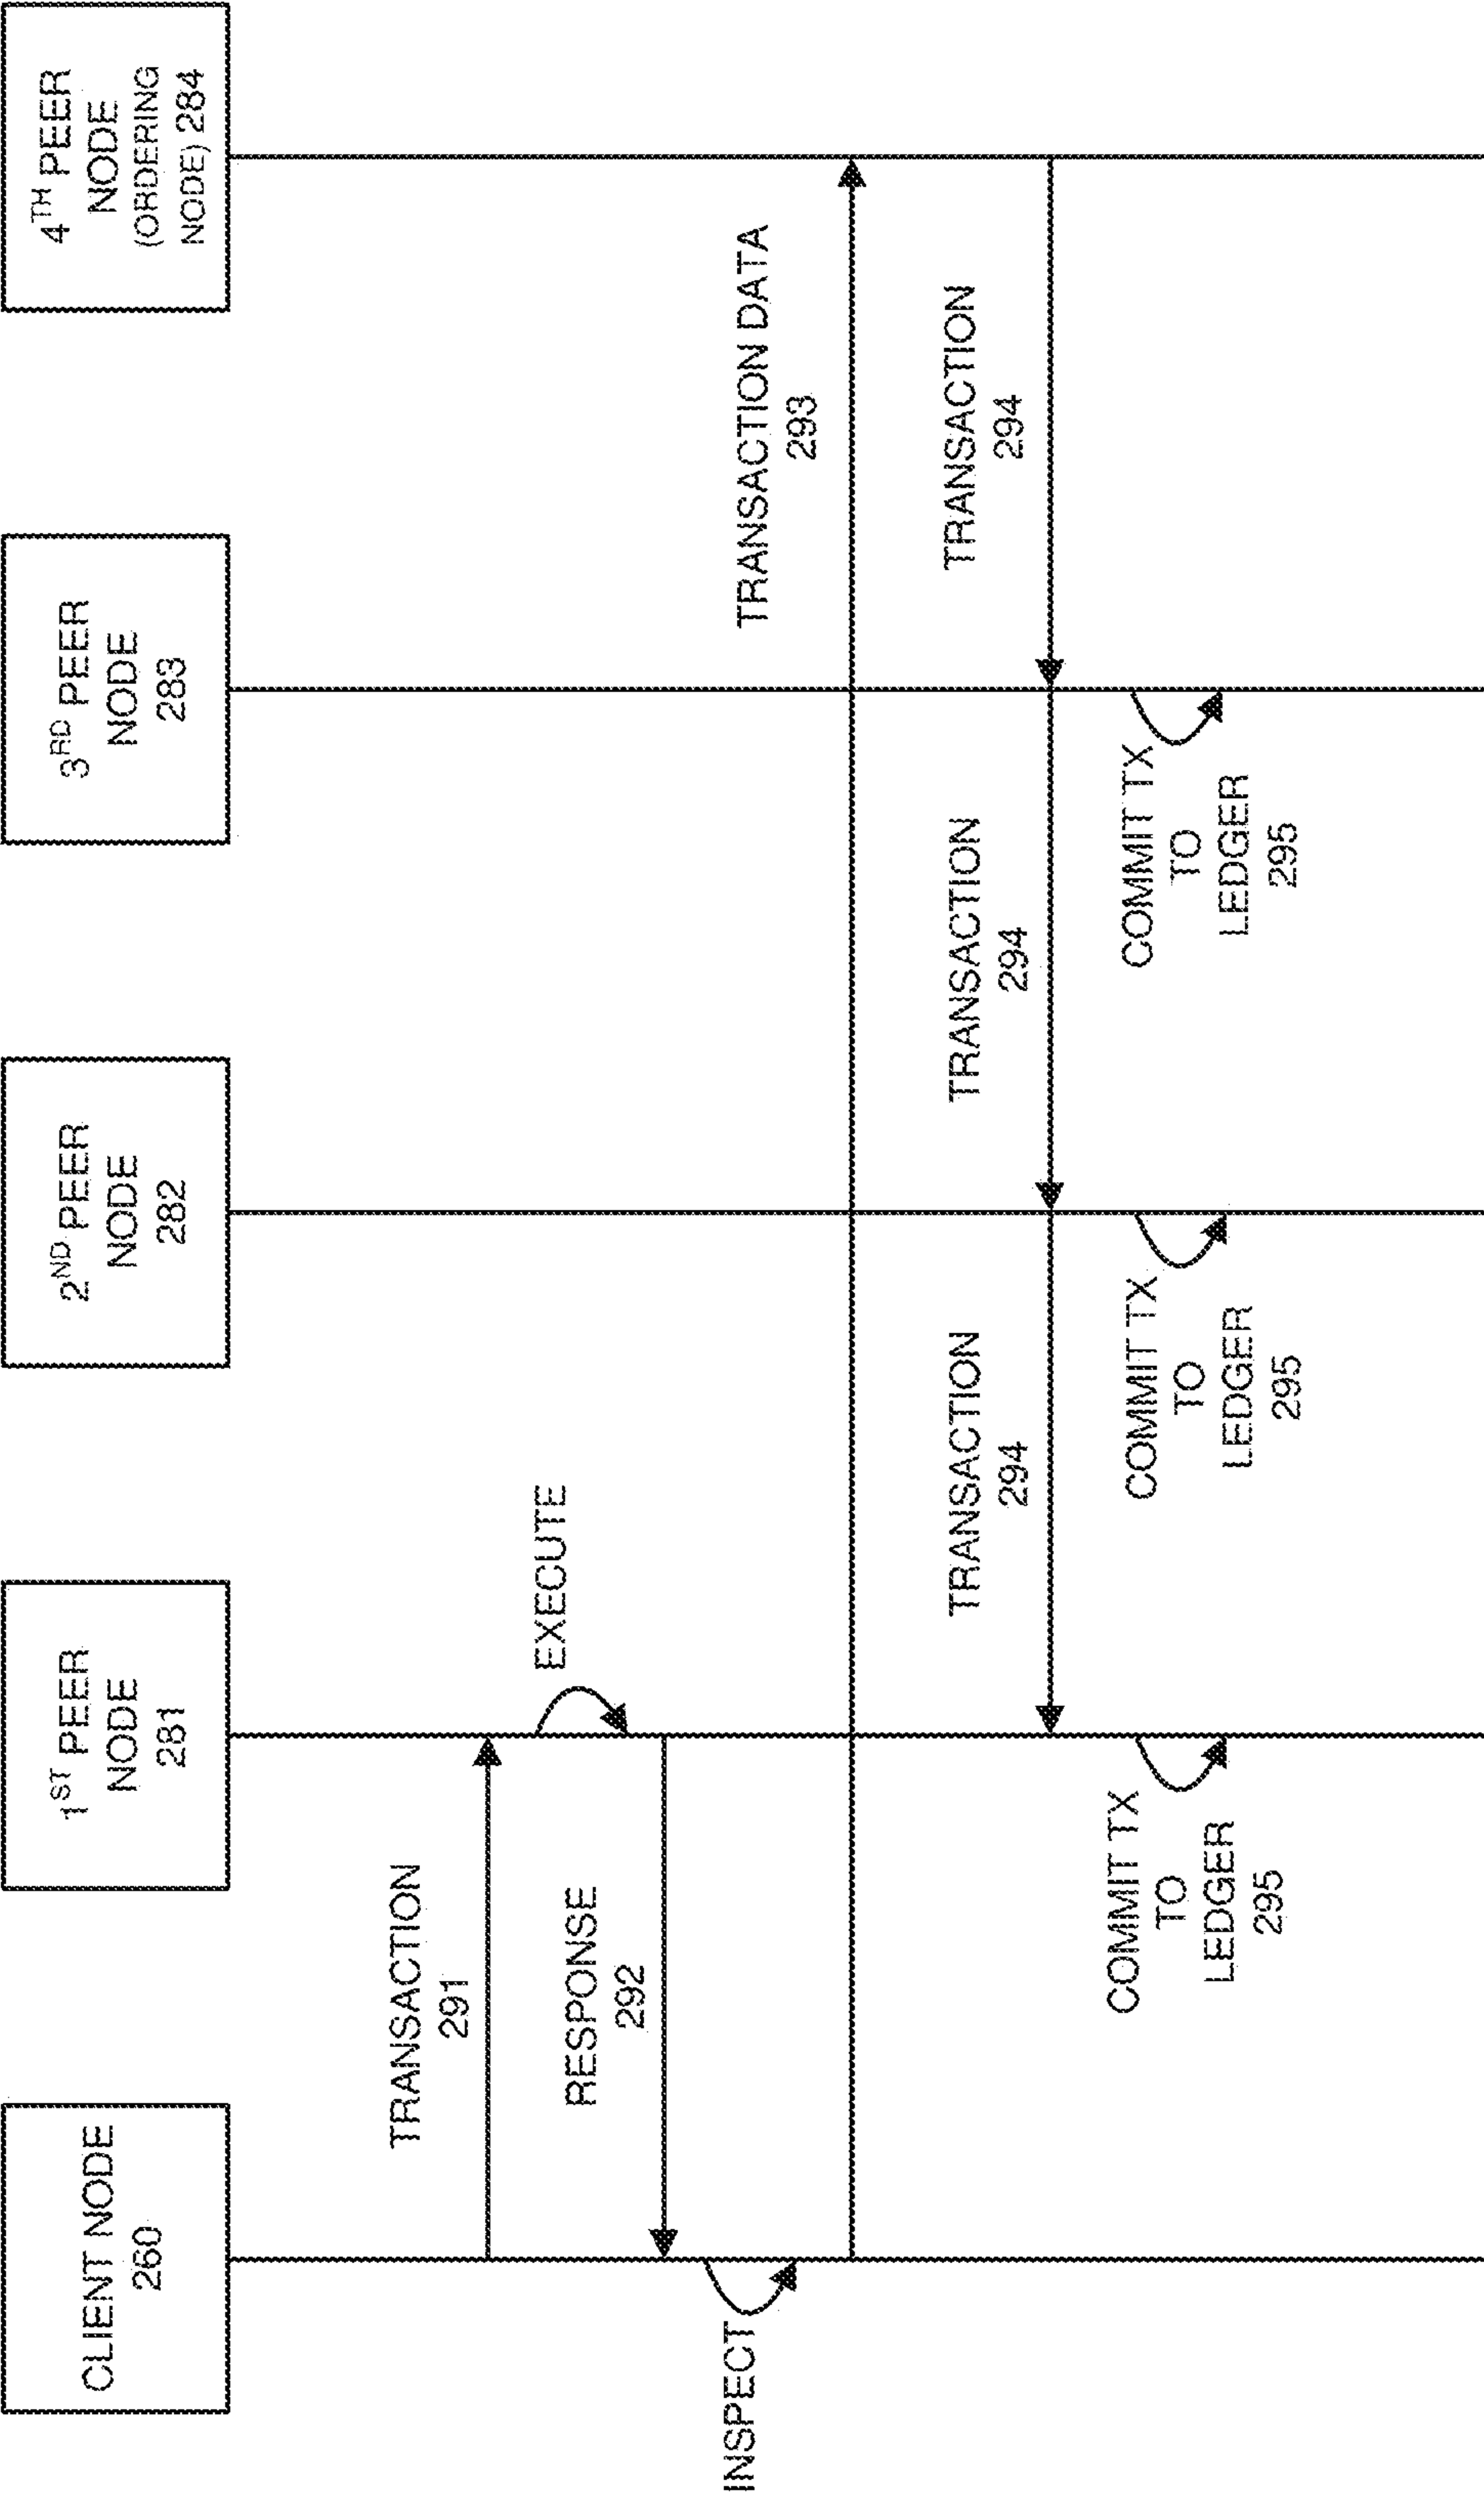 CLIENT NODE
260
1ST PEER
NODE
281
2ND PEER
NODE
282
3RD PEER
NODE
283
4TH PEER
NODE
(ORDERING
NODE) 284
TRANSACTION
291
EXECUTE
RESPONSE
292
INSPECT
TRANSACTION DATA
293
TRANSACTION
294
TRANSACTION
294
TRANSACTION
294
COMMIT TX
TO
LEDGER
295
COMMIT TX
TO
LEDGER
295
COMMIT TX
TO
LEDGER
295